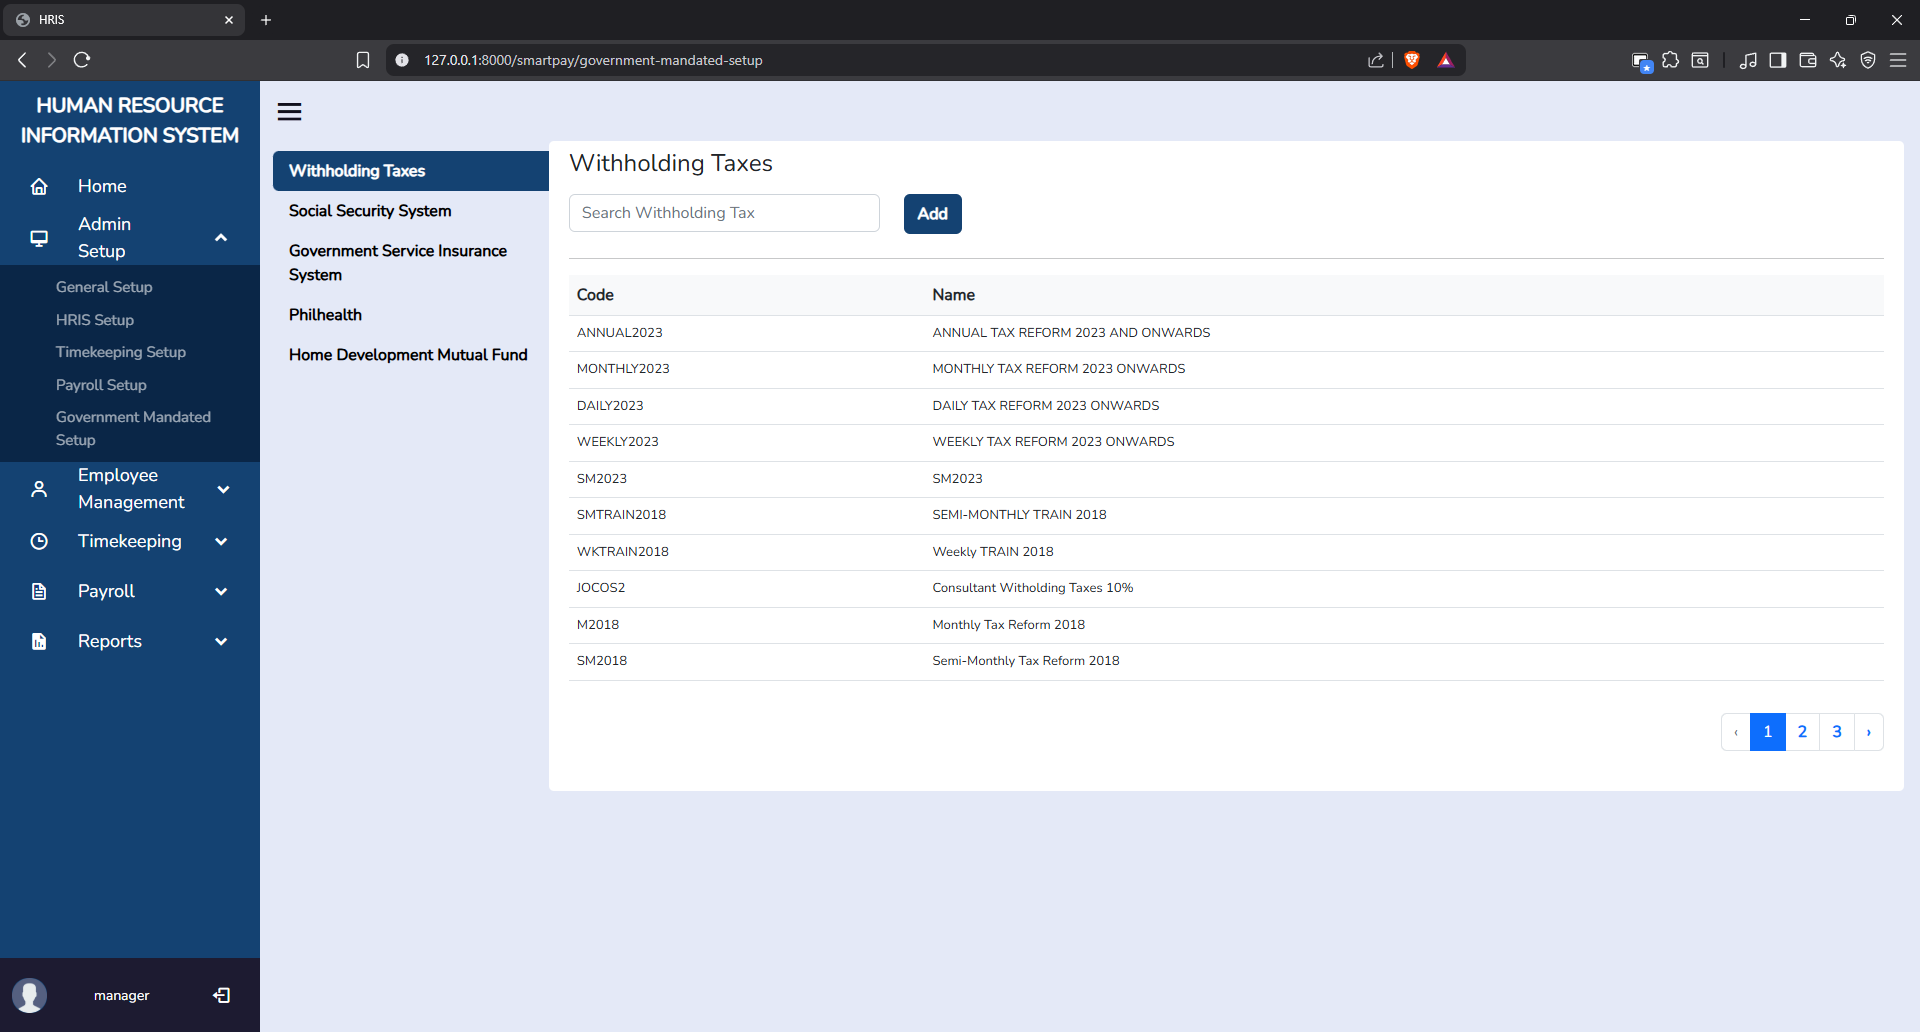 HRIS
127.0.0.1:8000/smartpay/government-mandated-setup
HUMAN RESOURCE
INFORMATION SYSTEM
Home
Admin
Setup
General Setup
HRIS Setup
Timekeeping Setup
Payroll Setup
Government Mandated
Setup
Employee
Management
Timekeeping
Payroll
Reports
manager
Withholding Taxes
Social Security System
Government Service Insurance
System
Philhealth
Home Development Mutual Fund
Withholding Taxes
Search Withholding Tax
Add
Code Name
ANNUAL2023 ANNUAL TAX REFORM 2023 AND ONWARDS
MONTHLY2023 MONTHLY TAX REFORM 2023 ONWARDS
DAILY2023 DAILY TAX REFORM 2023 ONWARDS
WEEKLY2023 WEEKLY TAX REFORM 2023 ONWARDS
SM2023 SM2023
SMTRAIN2018 SEMI-MONTHLY TRAIN 2018
WKTRAIN2018 Weekly TRAIN 2018
JOCOS2 Consultant Witholding Taxes 10%
M2018 Monthly Tax Reform 2018
SM2018 Semi-Monthly Tax Reform 2018
‹ 1 2 3 ›